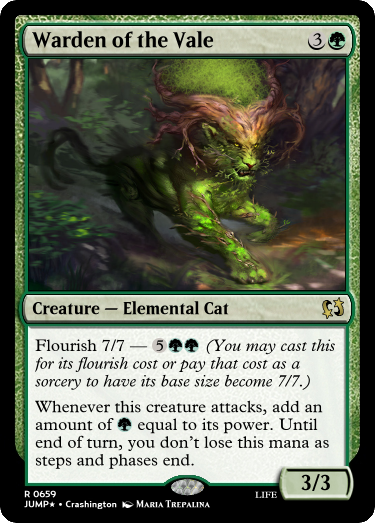 Warden of the Vale 3
Creature — Elemental Cat
Flourish 7/7 — 5 (You may cast this
for its flourish cost or pay that cost as a
sorcery to have its base size become 7/7.)
Whenever this creature attacks, add an
amount of equal to its power. Until
end of turn, you don't lose this mana as
steps and phases end.
3/3
R 0659
JUMP★ • Crashington Maria Trepalina
LIFE